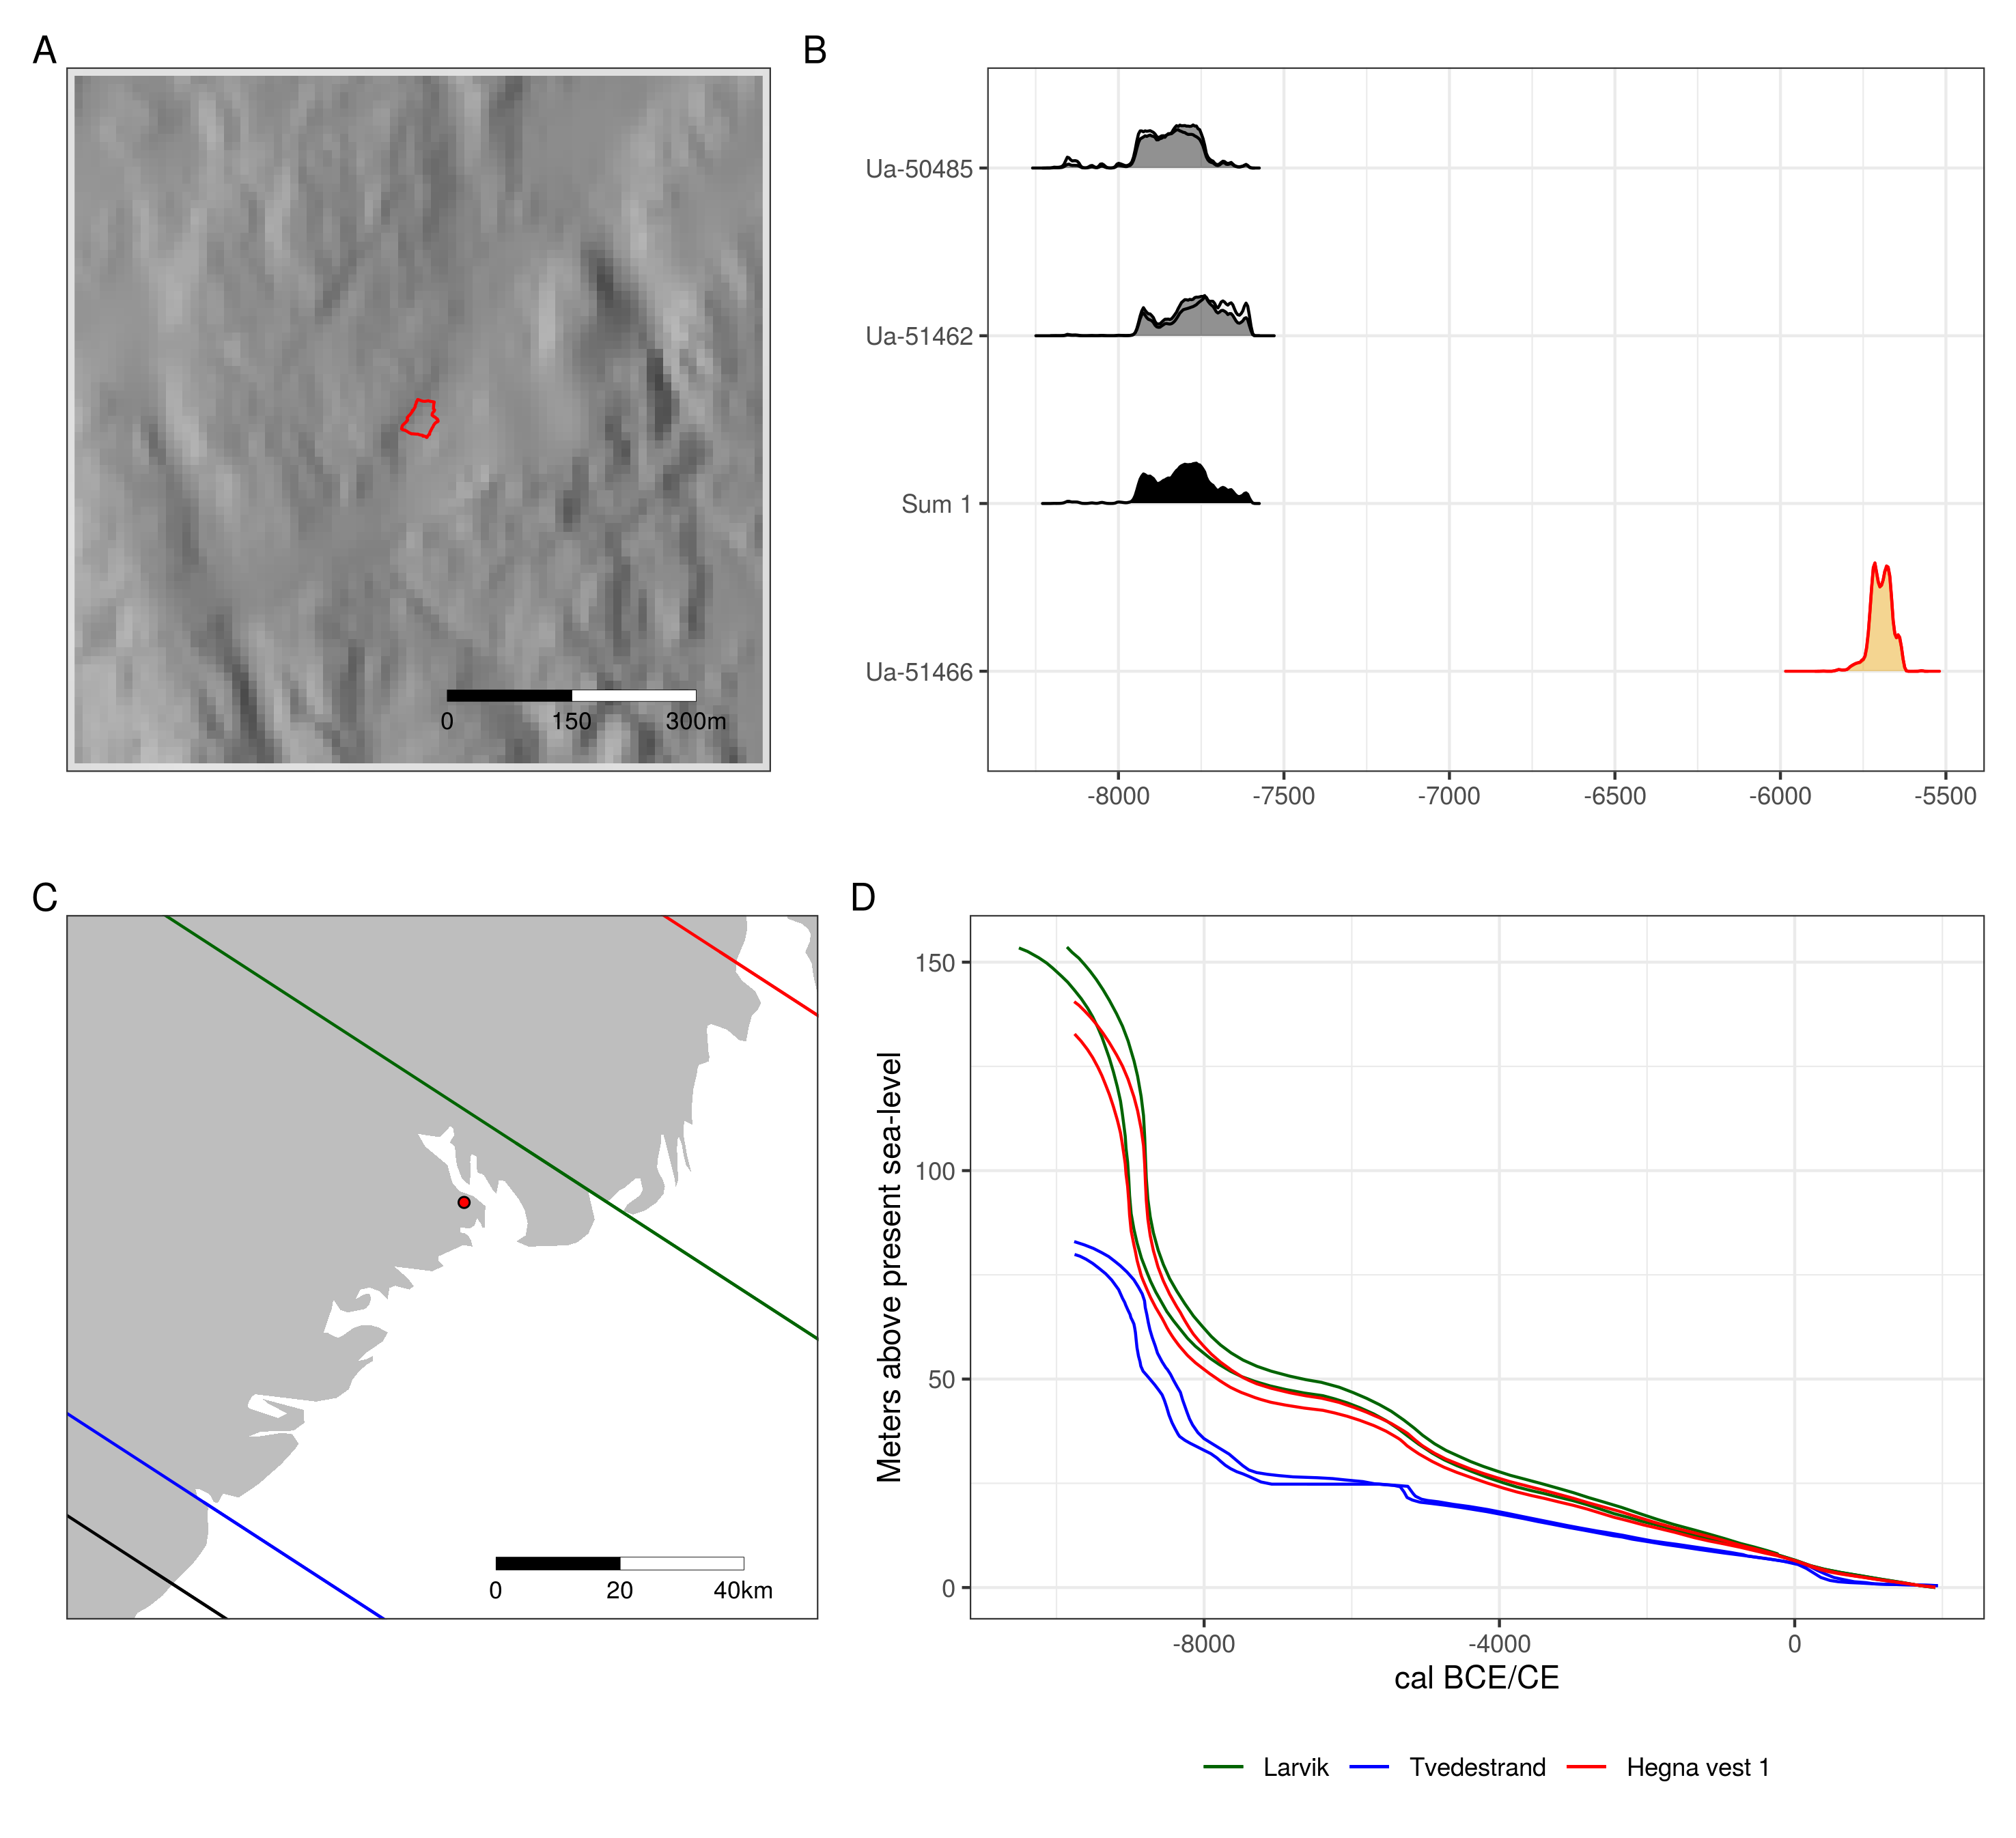 A
B
Ua-50485
Ua-51462
Sum 1
Ua-51466
0 150 300m
-8000 -7500 -7000 -6500 -6000 -5500
C
D
Meters above present sea-level
150
100
50
0
0 20 40km
-8000 -4000 0
cal BCE/CE
Larvik Tvedestrand Hegna vest 1